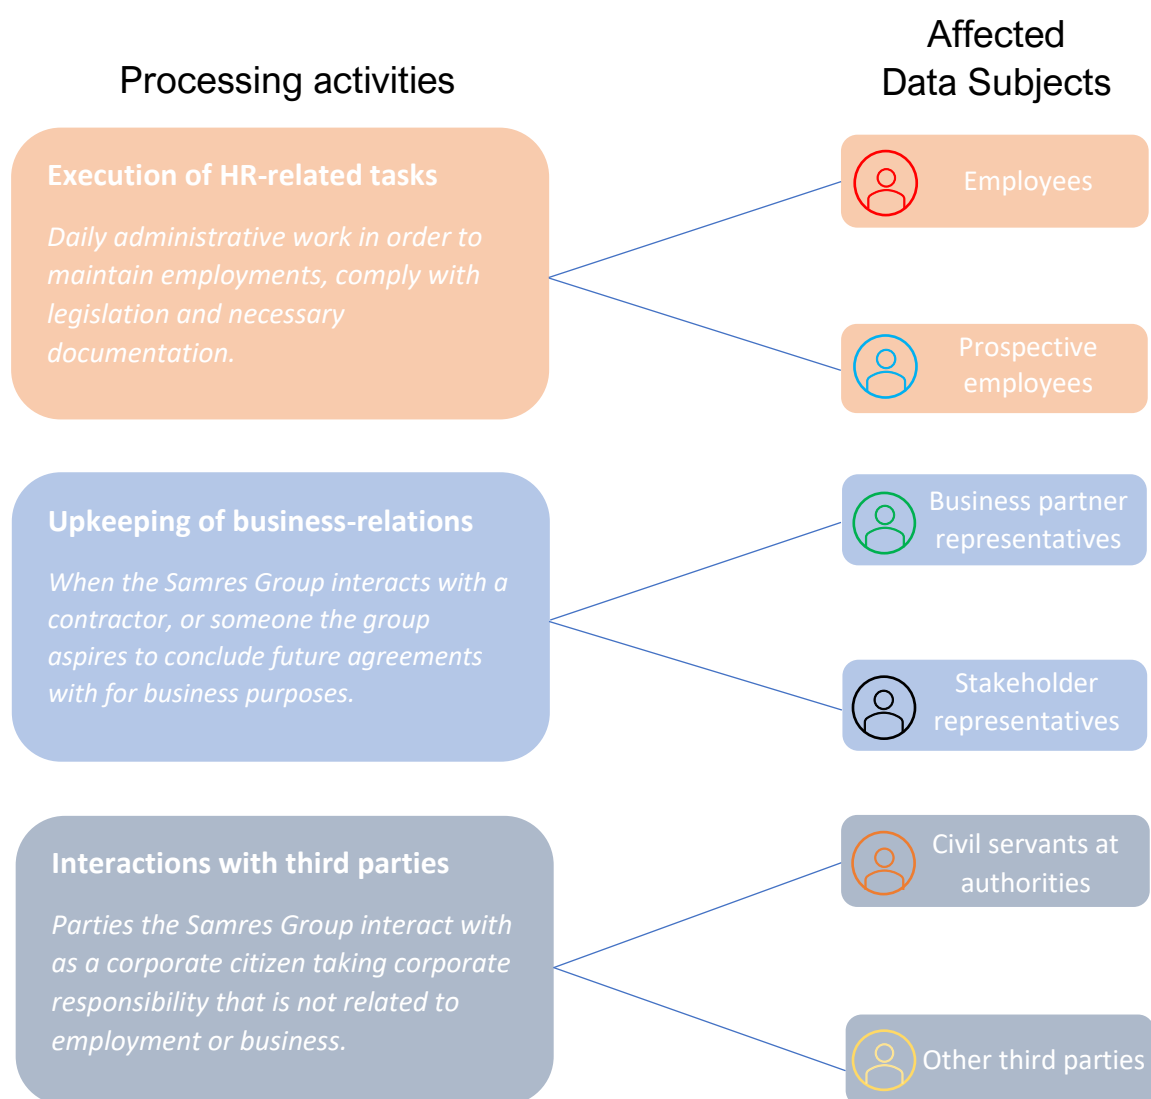 Processing activities
Affected
Data Subjects
Execution of HR-related tasks
Daily administrative work in order to
maintain employments, comply with
legislation and necessary
documentation.
Employees
Prospective
employees
Upkeeping of business-relations
When the Samres Group interacts with a
contractor, or someone the group
aspires to conclude future agreements
with for business purposes.
Business partner
representatives
Stakeholder
representatives
Interactions with third parties
Parties the Samres Group interact with
as a corporate citizen taking corporate
responsibility that is not related to
employment or business.
Civil servants at
authorities
Other third parties